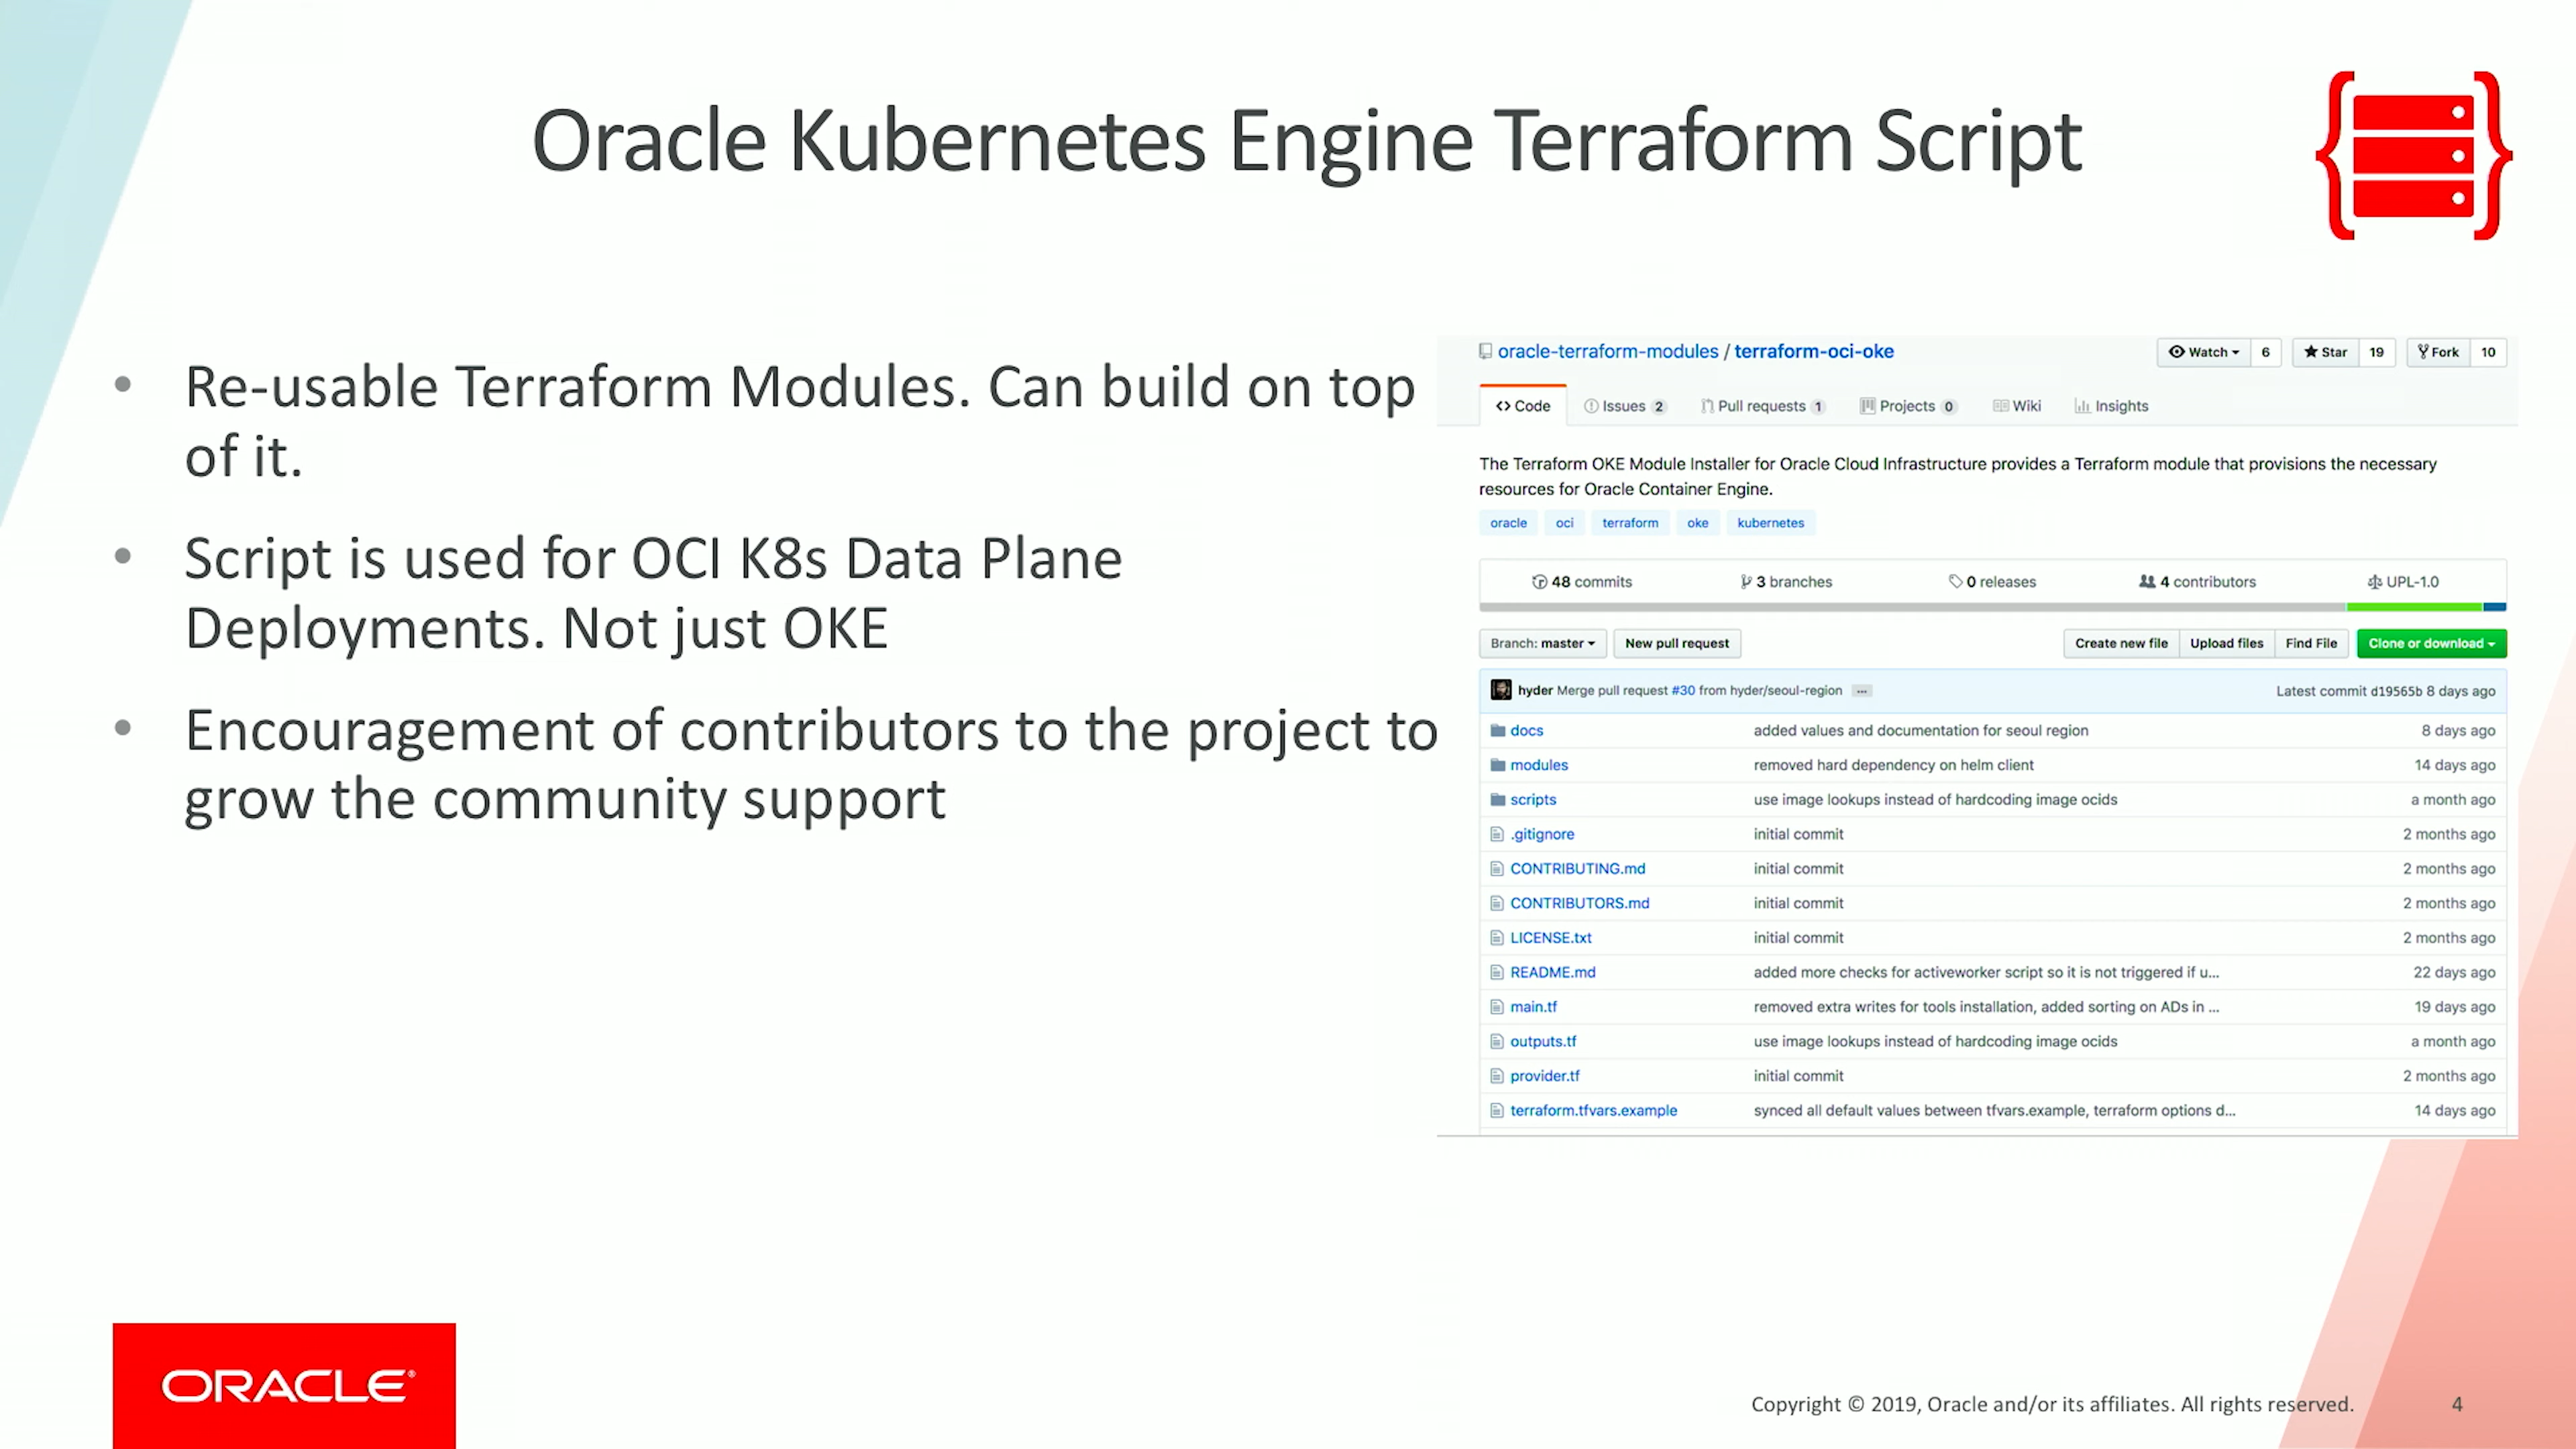 Oracle Kubernetes Engine Terraform Script
• Re-usable Terraform Modules. Can build on top
of it.
• Script is used for OCI K8s Data Plane
Deployments. Not just OKE
• Encouragement of contributors to the project to
grow the community support
oracle-terraform-modules / terraform-oci-oke
Watch 6 Star 19 Fork 10
Code Issues 2 Pull requests 1 Projects 0 Wiki Insights
The Terraform OKE Module Installer for Oracle Cloud Infrastructure provides a Terraform module that provisions the necessary
resources for Oracle Container Engine.
oracle oci terraform oke kubernetes
48 commits 3 branches 0 releases 4 contributors UPL-1.0
Branch: master New pull request Create new file Upload files Find File Clone or download
hyder Merge pull request #30 from hyder/seoul-region ... Latest commit d19565b 8 days ago
docs added values and documentation for seoul region 8 days ago
modules removed hard dependency on helm client 14 days ago
scripts use image lookups instead of hardcoding image ocids a month ago
.gitignore initial commit 2 months ago
CONTRIBUTING.md initial commit 2 months ago
CONTRIBUTORS.md initial commit 2 months ago
LICENSE.txt initial commit 2 months ago
README.md added more checks for activeworker script so it is not triggered if u... 22 days ago
main.tf removed extra writes for tools installation, added sorting on ADs in ... 19 days ago
outputs.tf use image lookups instead of hardcoding image ocids a month ago
provider.tf initial commit 2 months ago
terraform.tfvars.example synced all default values between tfvars.example, terraform options d... 14 days ago
ORACLE®
Copyright © 2019, Oracle and/or its affiliates. All rights reserved. 4